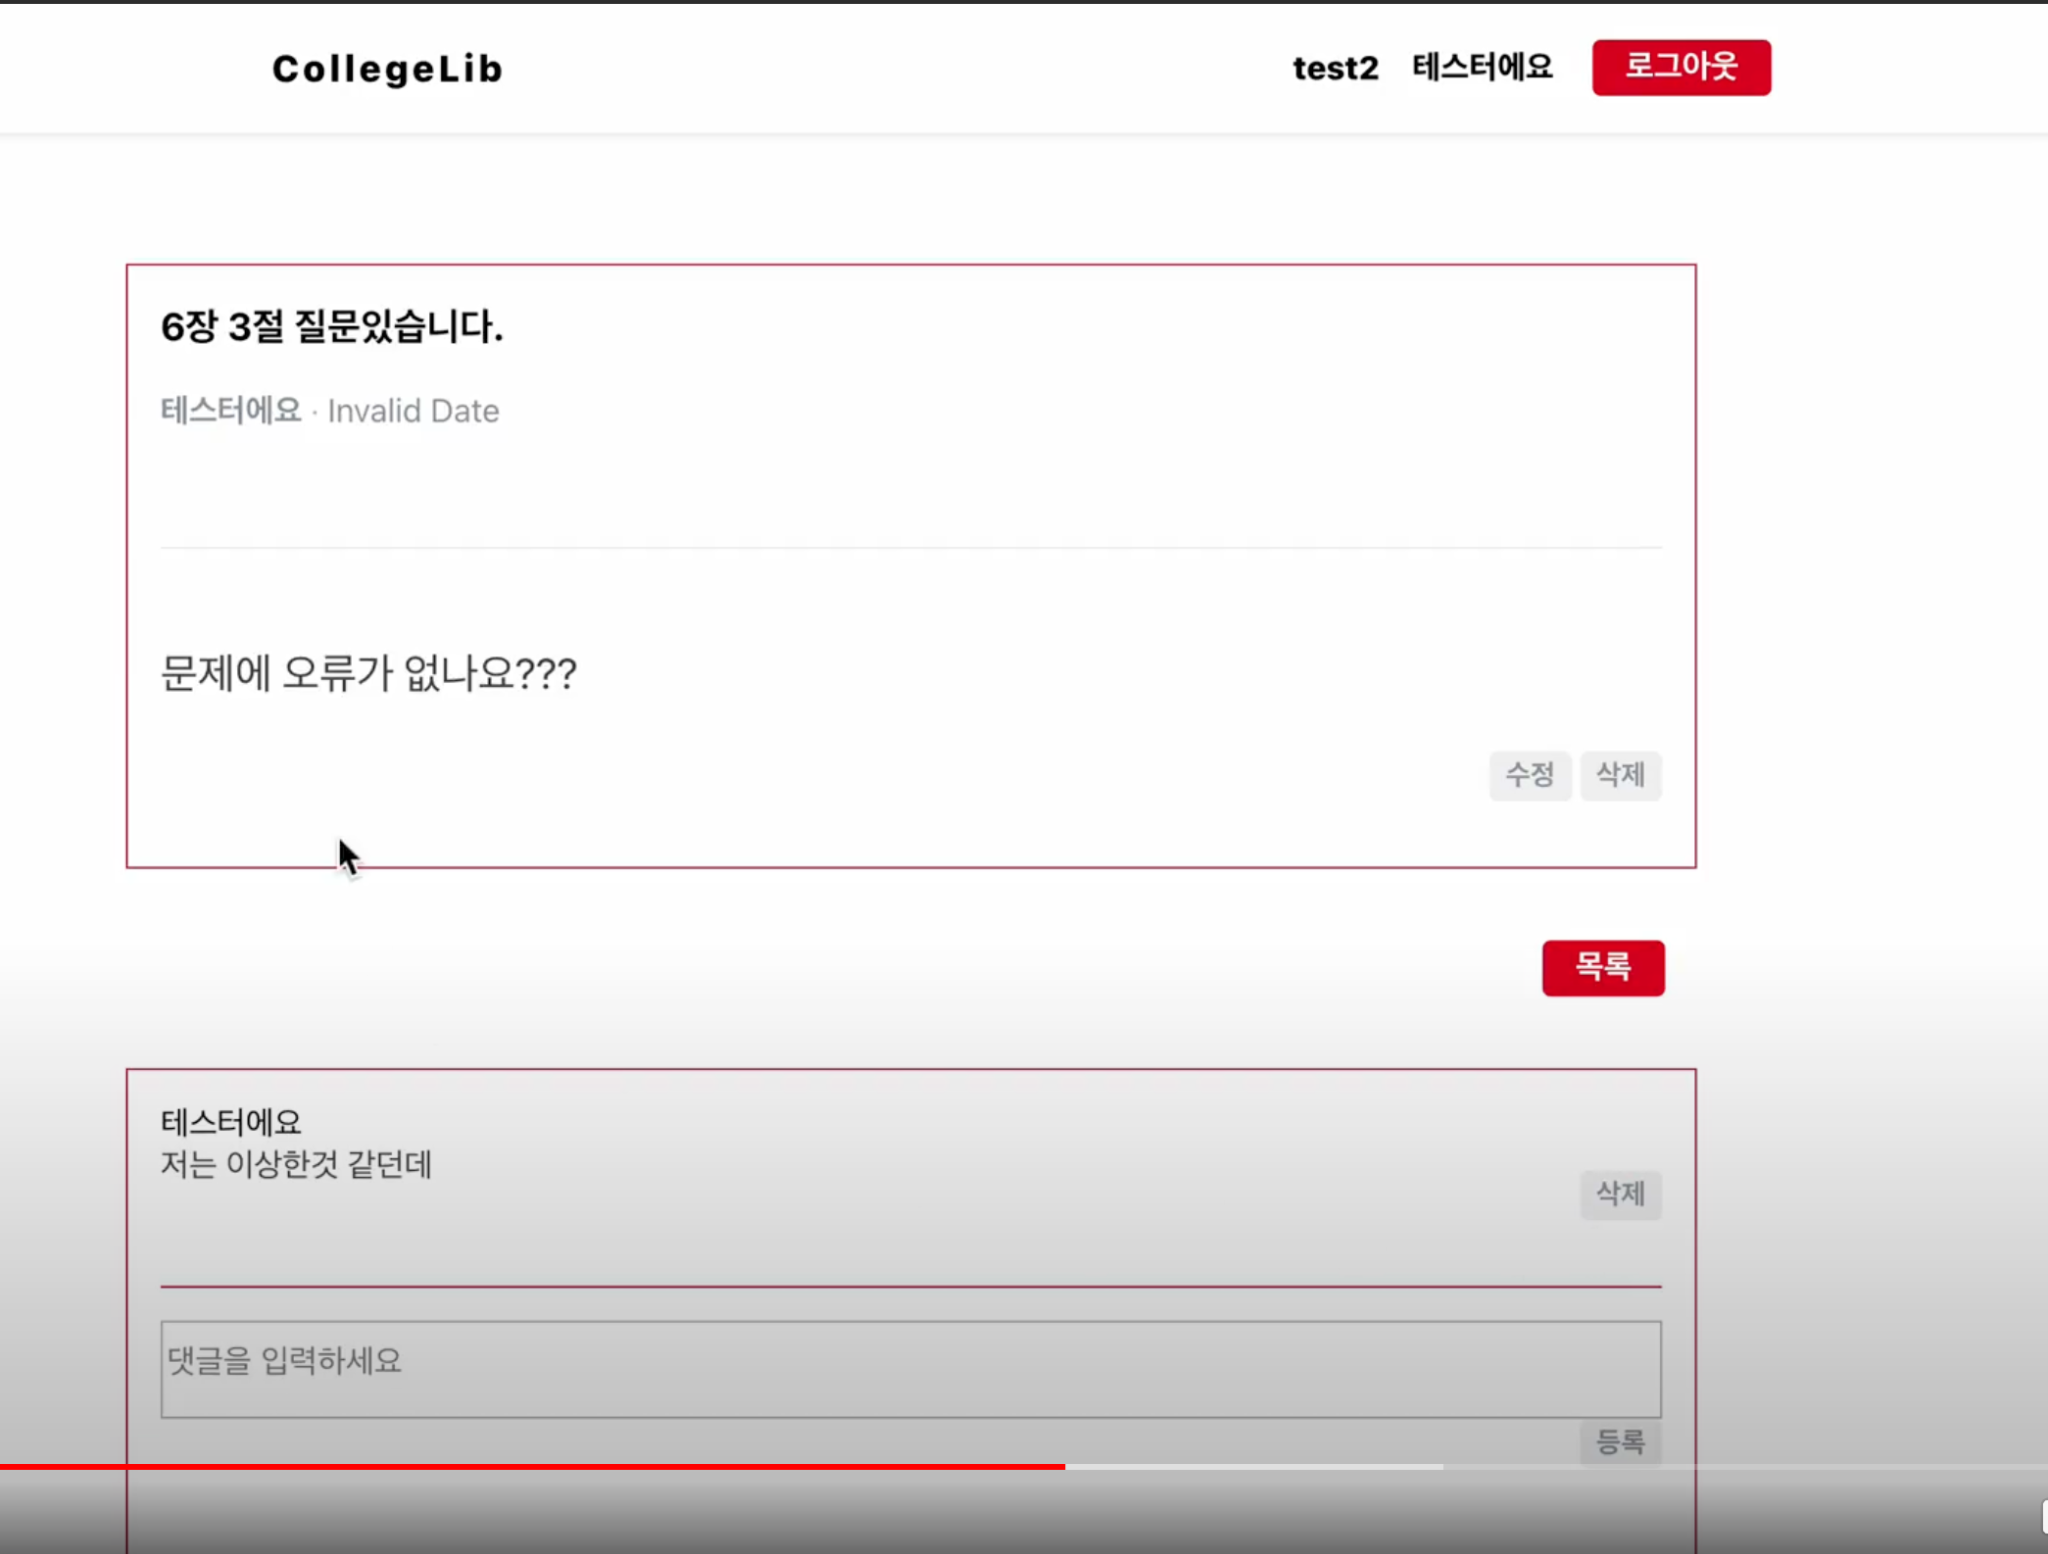 CollegeLib
test2 테스터에요 로그아웃
6장 3절 질문있습니다.
테스터에요 · Invalid Date
문제에 오류가 없나요???
수정 삭제
목록
테스터에요
저는 이상한것 같던데
삭제
댓글을 입력하세요
등록